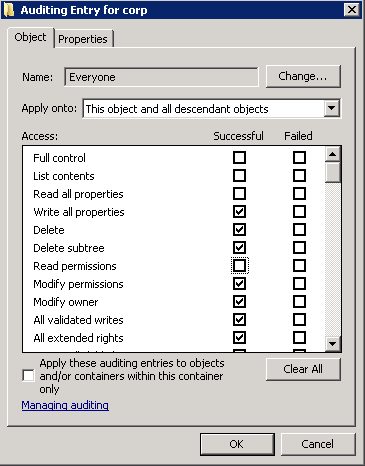 Auditing Entry for corp
Object
Properties
Name:
Everyone
Change...
Apply onto:
This object and all descendant objects
Access:
Successful
Failed
Full control
List contents
Read all properties
Write all properties
Delete
Delete subtree
Read permissions
Modify permissions
Modify owner
All validated writes
All extended rights
Apply these auditing entries to objects
and/or containers within this container
only
Clear All
Managing auditing
OK
Cancel